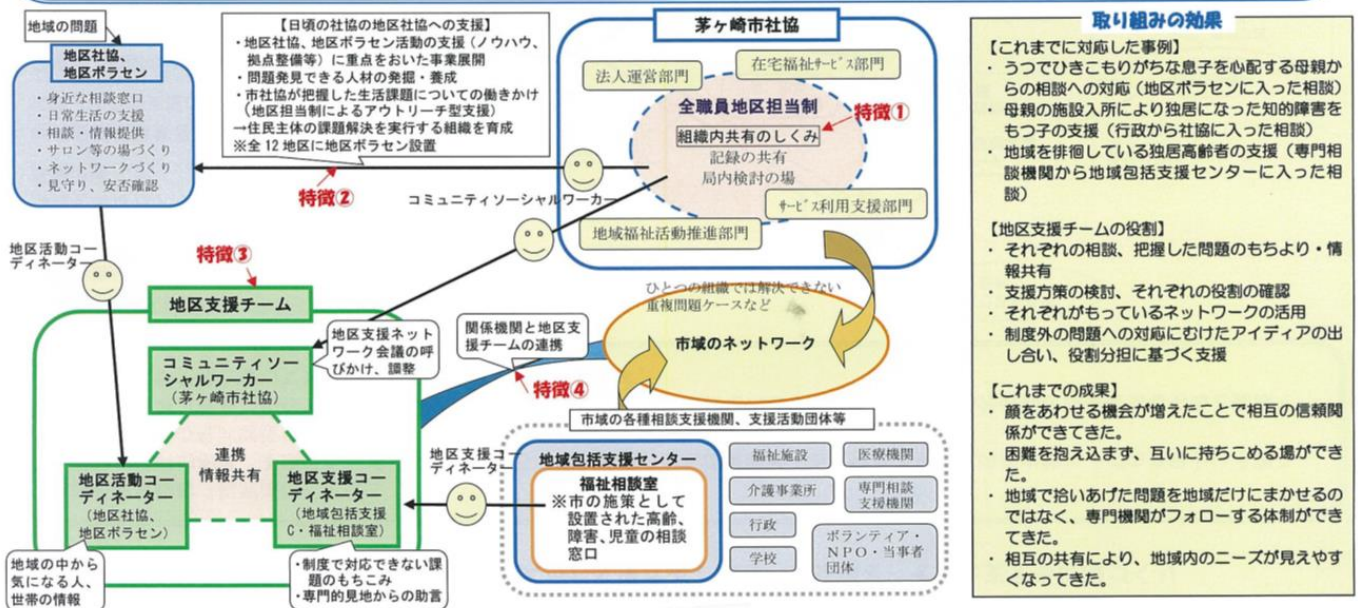 地域の問題
地区社協、
地区ボラセン
・身近な相談窓口
・日常生活の支援
・相談・情報提供
・サロン等の場づくり
・ネットワークづくり
・見守り、安否確認
【日頃の社協の地区社協への支援】
・地区社協、地区ボラセン活動の支援（ノウハウ、
拠点整備等）に重点をおいた事業展開
・問題発見できる人材の発掘・養成
・市社協が把握した生活課題についての働きかけ
（地区担当制によるアウトリーチ型支援）
→住民主体の課題解決を実行する組織を育成
※全12地区に地区ボラセン設置
特徴②
コミュニティソーシャルワーカー
茅ヶ崎市社協
法人運営部門
在宅福祉サービス部門
全職員地区担当制
特徴①
組織内共有のしくみ
記録の共有
局内検討の場
サービス利用支援部門
地域福祉活動推進部門
地区活動コー
ディネーター
特徴③
地区支援チーム
コミュニティソー
シャルワーカー
（茅ヶ崎市社協）
地区支援ネット
ワーク会議の呼
びかけ、調整
連携
情報共有
地区活動コー
ディネーター
（地区社協、
地区ボラセン）
地区支援コー
ディネーター
（地域包括支援
C・福祉相談室）
地域の中から
気になる人、
世帯の情報
・制度で対応できない課
題のもちこみ
・専門的見地からの助言
関係機関と地区支
援チームの連携
特徴④
ひとつの組織では解決できない
重複問題ケースなど
市域のネットワーク
市域の各種相談支援機関、支援活動団体等
地区支援コー
ディネーター
地域包括支援センター
福祉相談室
※市の施策として
設置された高齢、
障害、児童の相談
窓口
福祉施設
医療機関
介護事業所
専門相談
支援機関
行政
学校
ボランティア・
NPO・当事者
団体
取り組みの効果
【これまでに対応した事例】
・ うつでひきこもりがちな息子を心配する母親か
らの相談への対応（地区ボラセンに入った相談）
・ 母親の施設入所により独居になった知的障害を
もつ子の支援（行政から社協に入った相談）
・ 地域を徘徊している独居高齢者の支援（専門相
談機関から地域包括支援センターに入った相
談）
【地区支援チームの役割】
・ それぞれの相談、把握した問題のもちより・情
報共有
・ 支援方策の検討、それぞれの役割の確認
・ それぞれがもっているネットワークの活用
・ 制度外の問題への対応にむけたアイディアの出
し合い、役割分担に基づく支援
【これまでの成果】
・ 顔をあわせる機会が増えたことで相互の信頼関
係ができてきた。
・ 困難を抱え込まず、互いに持ちこめる場ができ
た。
・ 地域で拾いあげた問題を地域だけにまかせるの
ではなく、専門機関がフォローする体制ができ
てきた。
・ 相互の共有により、地域内のニーズが見えやす
くなってきた。